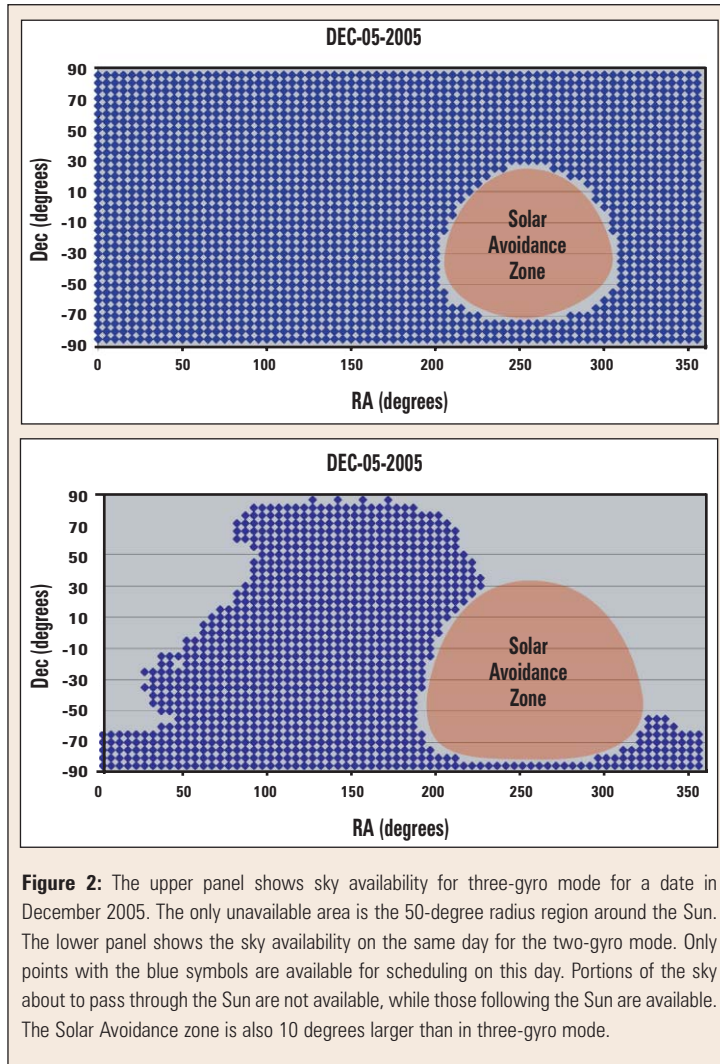 DEC-05-2005
90
70
50
30
10
-10
-30
-50
-70
-90
Dec (degrees)
Solar
Avoidance
Zone
0 50 100 150 200 250 300 350
RA (degrees)
DEC-05-2005
90
70
50
30
10
-10
-30
-50
-70
-90
Dec (degrees)
Solar
Avoidance
Zone
0 50 100 150 200 250 300 350
RA (degrees)
Figure 2: The upper panel shows sky availability for three-gyro mode for a date in
December 2005. The only unavailable area is the 50-degree radius region around the Sun.
The lower panel shows the sky availability on the same day for the two-gyro mode. Only
points with the blue symbols are available for scheduling on this day. Portions of the sky
about to pass through the Sun are not available, while those following the Sun are available.
The Solar Avoidance zone is also 10 degrees larger than in three-gyro mode.